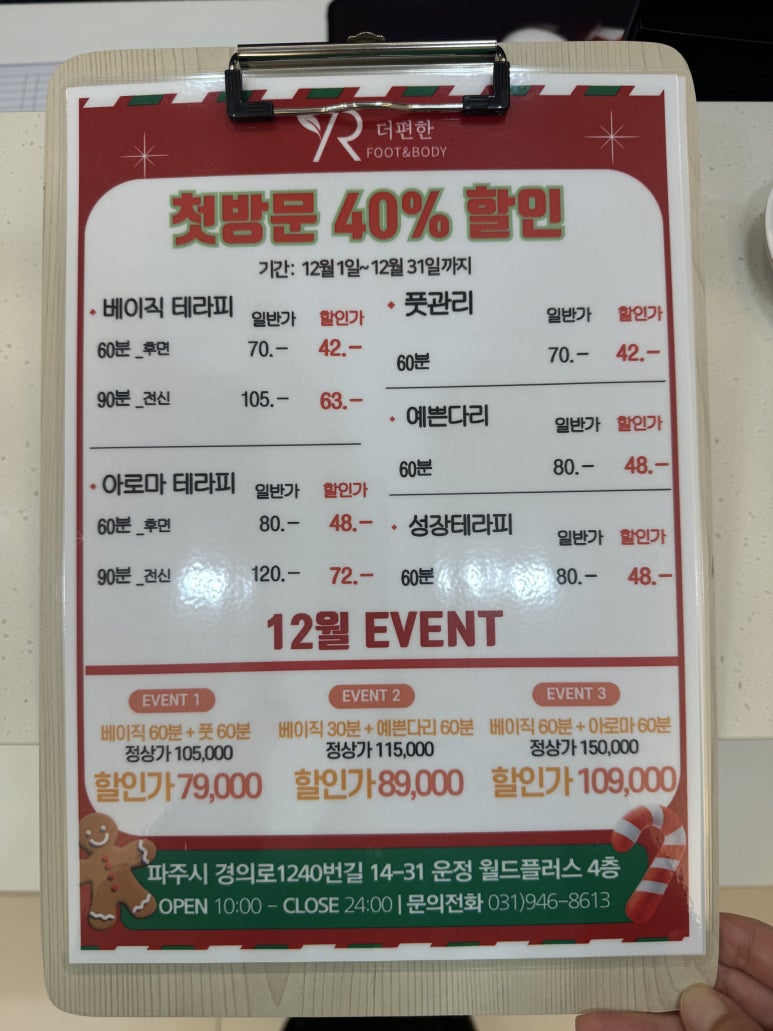 더편한
FOOT&BODY
첫방문 40% 할인
기간: 12월1일~12월 31일까지
• 베이직 테라피 일반가 할인가
60분 _후면 70.- 42.-
90분 _전신 105.- 63.-
• 아로마 테라피 일반가 할인가
60분 _후면 80.- 48.-
90분 _전신 120.- 72.-
• 풋관리 일반가 할인가
60분 70.- 42.-
• 예쁜다리 일반가 할인가
60분 80.- 48.-
• 성장테라피 일반가 할인가
60분 80.- 48.-
12월 EVENT
EVENT 1
베이직 60분 + 풋 60분
정상가 105,000
할인가 79,000
EVENT 2
베이직 30분 + 예쁜다리 60분
정상가 115,000
할인가 89,000
EVENT 3
베이직 60분 + 아로마 60분
정상가 150,000
할인가 109,000
파주시 경의로1240번길 14-31 운정 월드플러스 4층
OPEN 10:00 - CLOSE 24:00 | 문의전화 031)946-8613